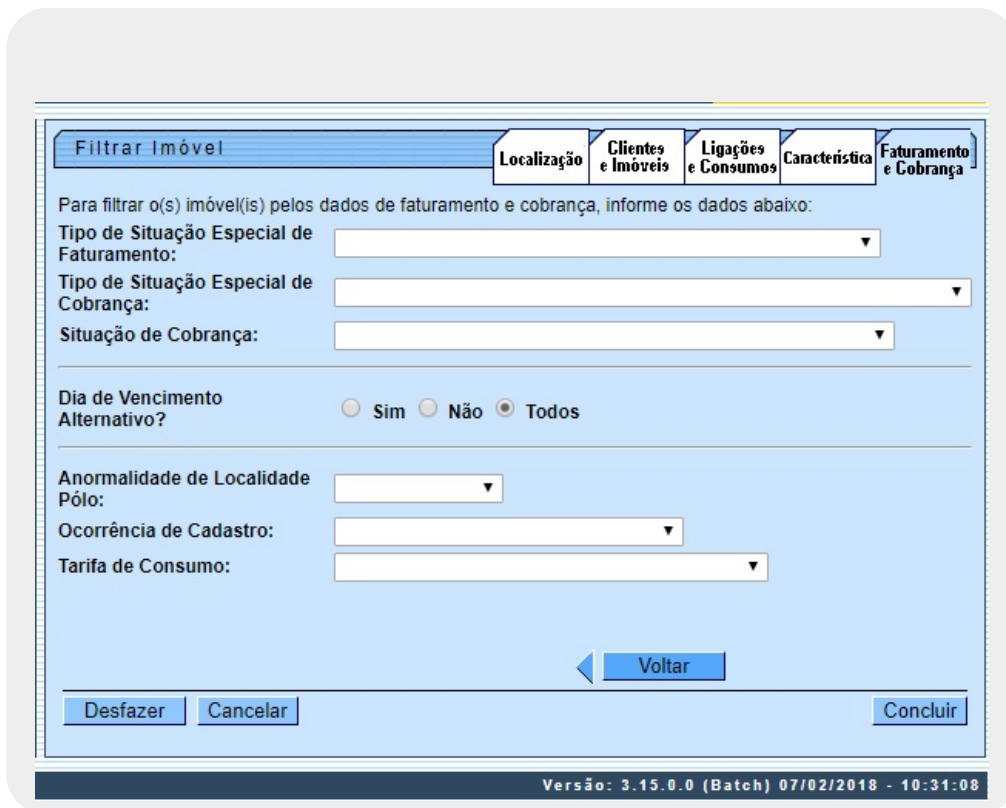 Filtrar Imóvel
Localização
Clientes
e Imóveis
Ligações
e Consumos
Característica
Faturamento
e Cobrança
Para filtrar o(s) imóvel(is) pelos dados de faturamento e cobrança, informe os dados abaixo:
Tipo de Situação Especial de
Faturamento:
Tipo de Situação Especial de
Cobrança:
Situação de Cobrança:
Dia de Vencimento
Alternativo?
Sim Não Todos
Anormalidade de Localidade
Pólo:
Ocorrência de Cadastro:
Tarifa de Consumo:
Voltar
Desfazer Cancelar Concluir
Versão: 3.15.0.0 (Batch) 07/02/2018 - 10:31:08